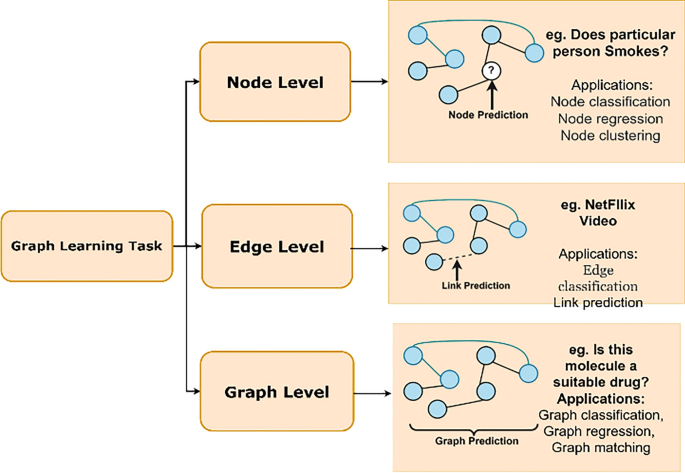 Graph Learning Task
Node Level
?
Node Prediction
eg. Does particular
person Smokes?
Applications:
Node classification
Node regression
Node clustering
Edge Level
Link Prediction
eg. NetFllix
Video
Applications:
Edge
classification
Link prediction
Graph Level
Graph Prediction
eg. Is this
molecule a
suitable drug?
Applications:
Graph classification,
Graph regression,
Graph matching